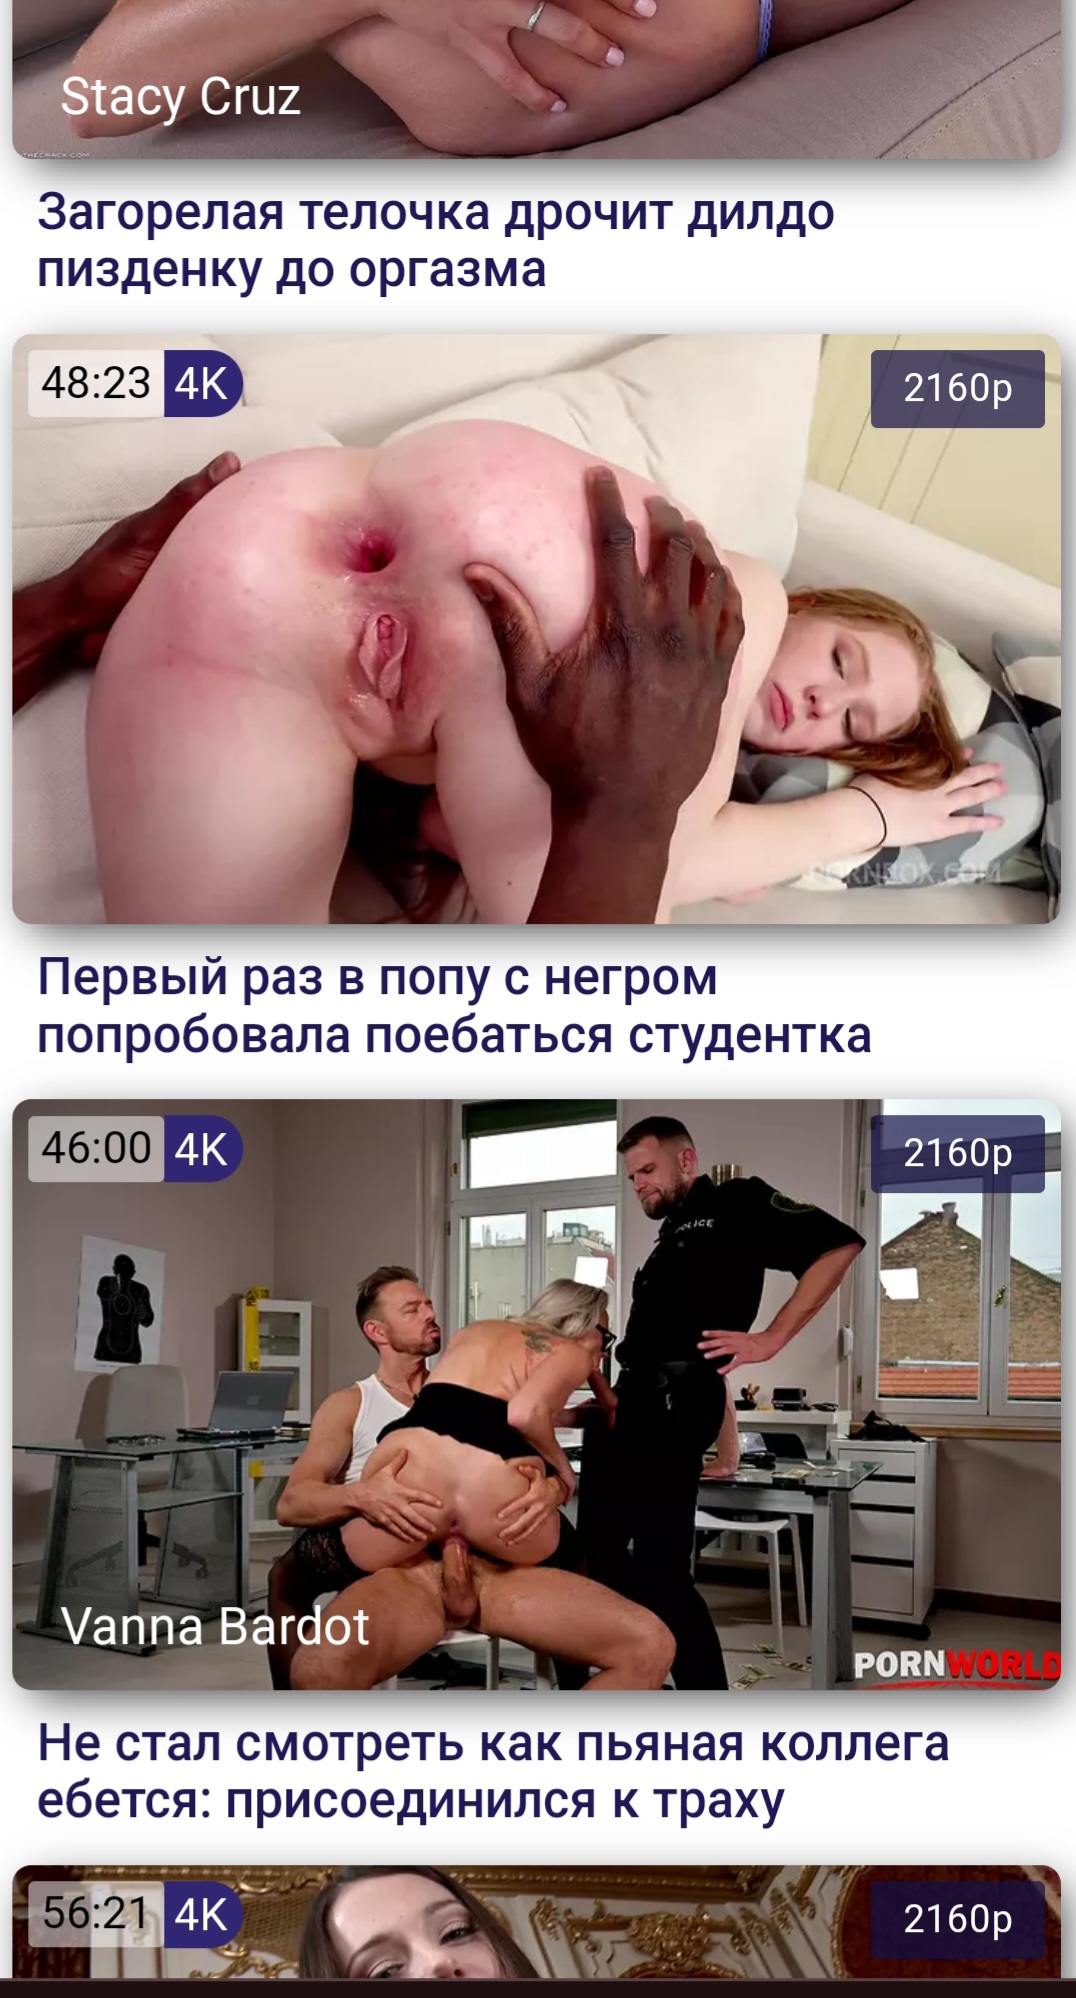 Stacy Cruz
THECRACK.COM
Загорелая телочка дрочит дилдо
пизденку до оргазма
48:23 4K 2160p
PORNBOX.COM
Первый раз в попу с негром
попробовала поебаться студентка
46:00 4K 2160p
POLICE
Vanna Bardot
PORNWORLD
Не стал смотреть как пьяная коллега
ебется: присоединился к траху
56:21 4K 2160p